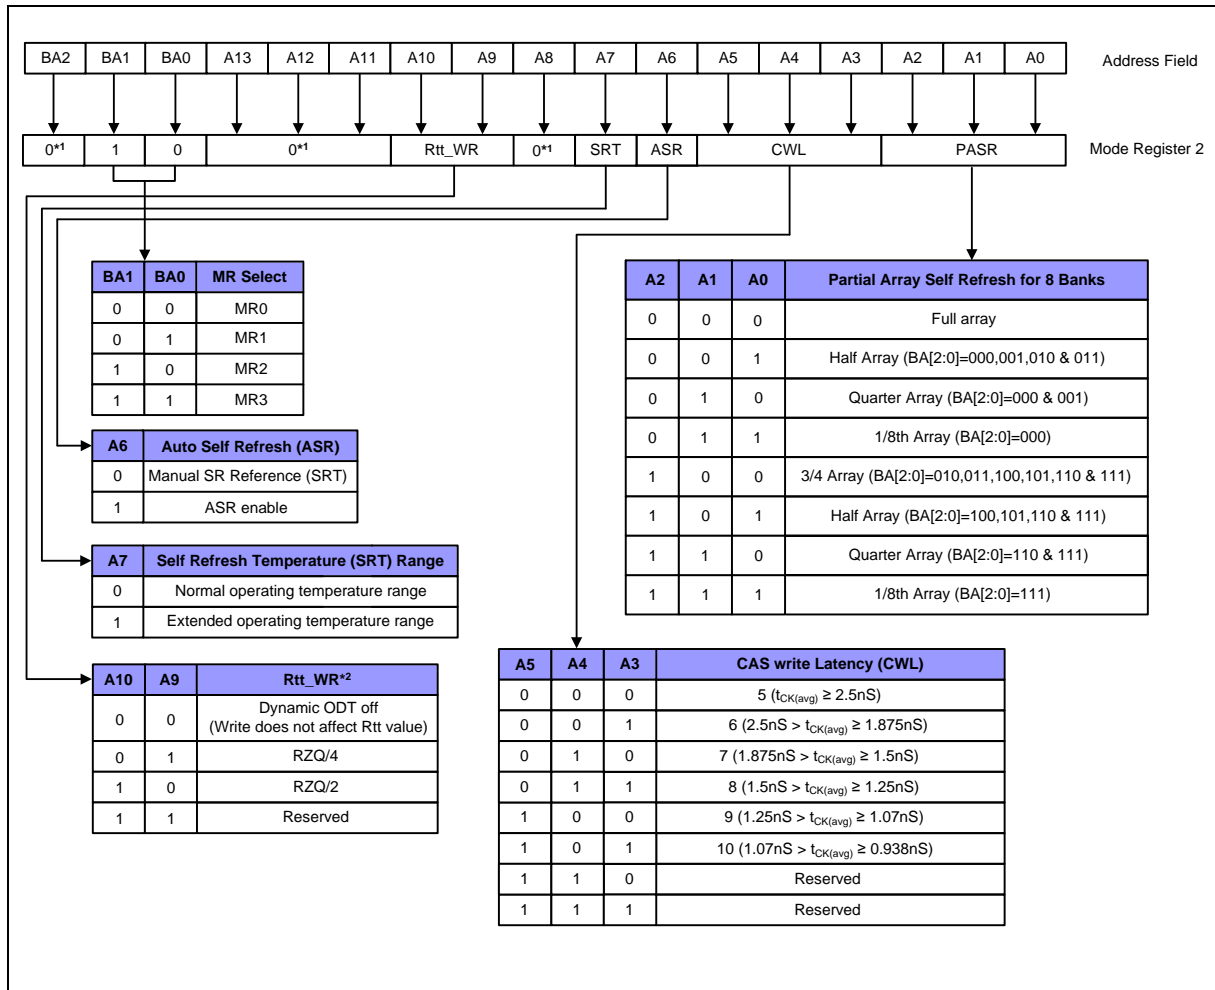 BA2 BA1 BA0 A13 A12 A11 A10 A9 A8 A7 A6 A5 A4 A3 A2 A1 A0 Address Field
0*1 1 0 0*1 Rtt_WR 0*1 SRT ASR CWL PASR Mode Register 2
BA1 BA0 MR Select
0 0 MR0
0 1 MR1
1 0 MR2
1 1 MR3
A6 Auto Self Refresh (ASR)
0 Manual SR Reference (SRT)
1 ASR enable
A7 Self Refresh Temperature (SRT) Range
0 Normal operating temperature range
1 Extended operating temperature range
A10 A9 Rtt_WR*2
0 0 Dynamic ODT off
(Write does not affect Rtt value)
0 1 RZQ/4
1 0 RZQ/2
1 1 Reserved
A2 A1 A0 Partial Array Self Refresh for 8 Banks
0 0 0 Full array
0 0 1 Half Array (BA[2:0]=000,001,010 & 011)
0 1 0 Quarter Array (BA[2:0]=000 & 001)
0 1 1 1/8th Array (BA[2:0]=000)
1 0 0 3/4 Array (BA[2:0]=010,011,100,101,110 & 111)
1 0 1 Half Array (BA[2:0]=100,101,110 & 111)
1 1 0 Quarter Array (BA[2:0]=110 & 111)
1 1 1 1/8th Array (BA[2:0]=111)
A5 A4 A3 CAS write Latency (CWL)
0 0 0 5 (tCK(avg) ≥ 2.5nS)
0 0 1 6 (2.5nS > tCK(avg) ≥ 1.875nS)
0 1 0 7 (1.875nS > tCK(avg) ≥ 1.5nS)
0 1 1 8 (1.5nS > tCK(avg) ≥ 1.25nS)
1 0 0 9 (1.25nS > tCK(avg) ≥ 1.07nS)
1 0 1 10 (1.07nS > tCK(avg) ≥ 0.938nS)
1 1 0 Reserved
1 1 1 Reserved